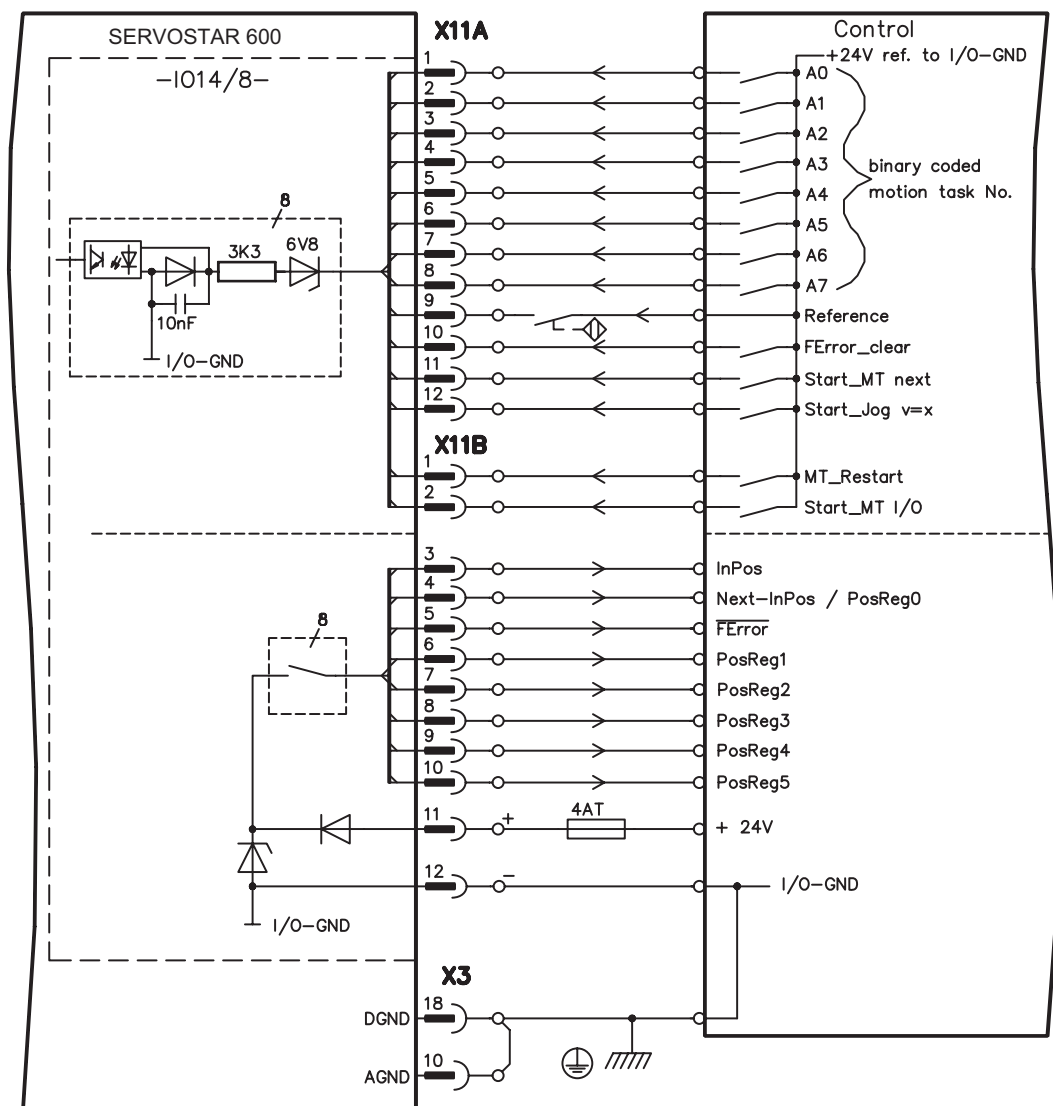 SERVOSTAR 600
-I014/8-
8
3K3
6V8
10nF
I/O-GND
X11A
1
2
3
4
5
6
7
8
9
10
11
12
X11B
1
2
3
4
5
6
7
8
9
10
11
12
8
I/O-GND
+
4AT
-
X3
DGND
18
AGND
10
Control
+24V ref. to I/O-GND
A0
A1
A2
A3
A4
A5
A6
A7
binary coded
motion task No.
Reference
FError_clear
Start_MT next
Start_Jog v=x
MT_Restart
Start_MT I/O
InPos
Next-InPos / PosReg0
FError
PosReg1
PosReg2
PosReg3
PosReg4
PosReg5
+ 24V
I/O-GND